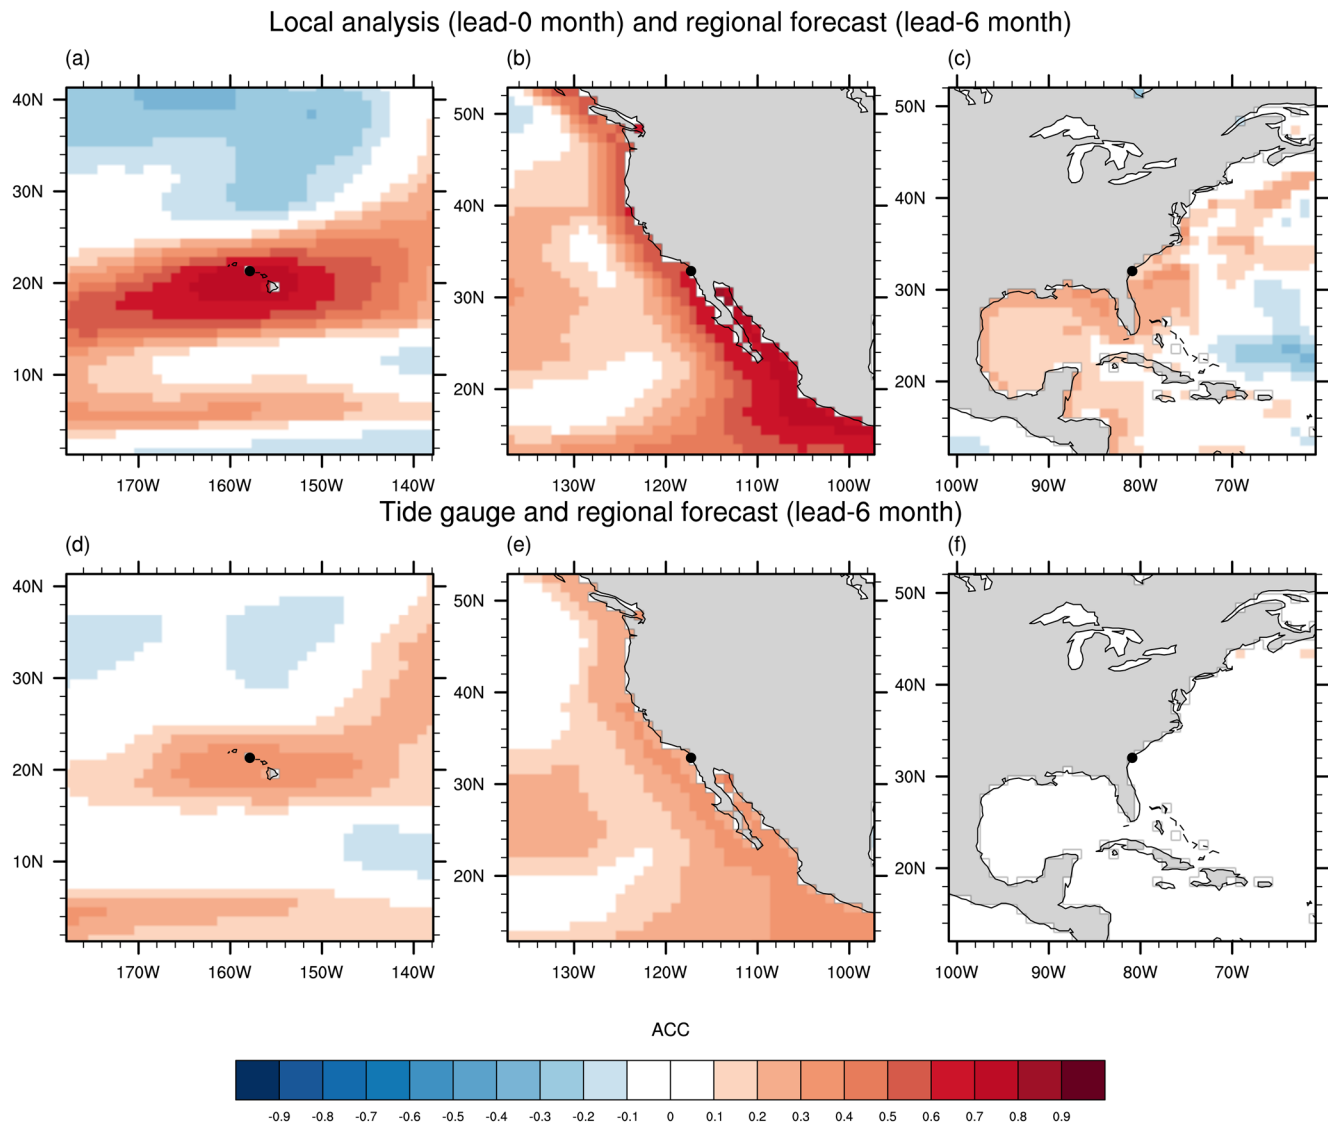 Local analysis (lead-0 month) and regional forecast (lead-6 month)
(a) (b) (c)
40N 30N 20N 10N
170W 160W 150W 140W
50N 40N 30N 20N
130W 120W 110W 100W
50N 40N 30N 20N
100W 90W 80W 70W
Tide gauge and regional forecast (lead-6 month)
(d) (e) (f)
40N 30N 20N 10N
170W 160W 150W 140W
50N 40N 30N 20N
130W 120W 110W 100W
50N 40N 30N 20N
100W 90W 80W 70W
ACC
-0.9 -0.8 -0.7 -0.6 -0.5 -0.4 -0.3 -0.2 -0.1 0 0.1 0.2 0.3 0.4 0.5 0.6 0.7 0.8 0.9